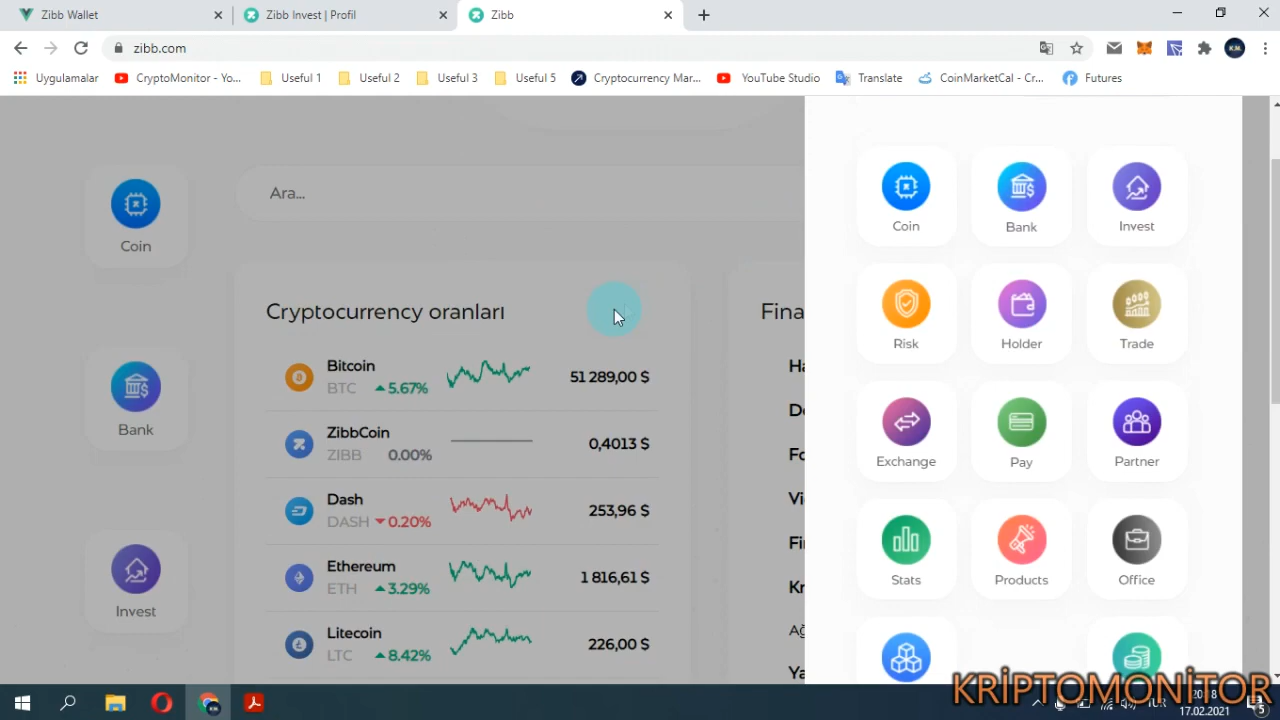 Zibb Wallet
Zibb Invest | Profil
Zibb
zibb.com
K.M.
Uygulamalar
CryptoMonitor - Yo...
Useful 1
Useful 2
Useful 3
Useful 5
Cryptocurrency Mar...
YouTube Studio
Translate
CoinMarketCal - Cr...
Futures
Ara...
Coin
Bank
Invest
Cryptocurrency oranları
Bitcoin
BTC 5.67%
51 289,00 $
ZibbCoin
ZIBB 0.00%
0,4013 $
Dash
DASH 0.20%
253,96 $
Ethereum
ETH 3.29%
1 816,61 $
Litecoin
LTC 8.42%
226,00 $
Coin
Bank
Invest
Risk
Holder
Trade
Exchange
Pay
Partner
Stats
Products
Office
KRİPTOMONİTOR
TUR
17.02.2021
5